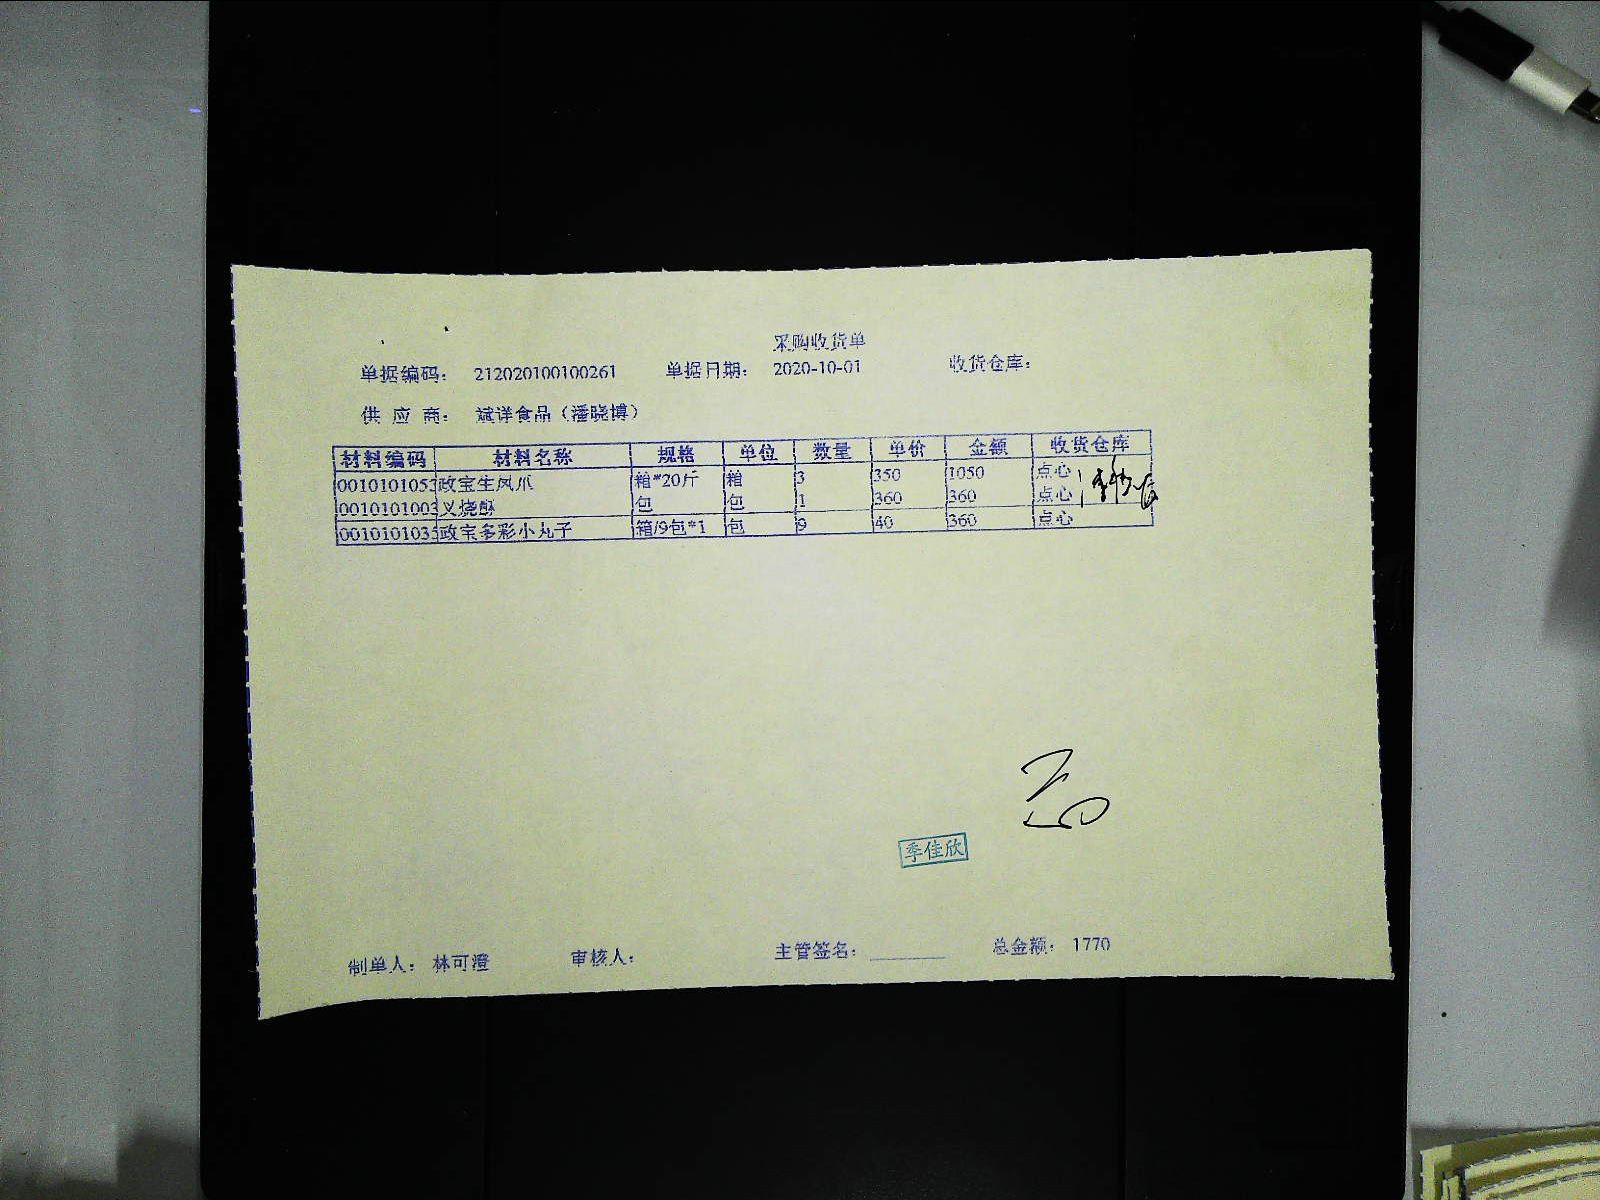 采购收货单
单据编码： 212020100100261 单据日期： 2020-10-01 收货仓库：
供 应 商： 斌详食品（潘晓博）
材料编码 材料名称 规格 单位 数量 单价 金额 收货仓库
0010101053 政宝生凤爪 箱*20斤 箱 3 350 1050 点心
0010101003 叉烧酥 包 包 1 360 360 点心
0010101033 政宝多彩小丸子 箱/9包*1 包 9 40 360 点心
季佳欣
制单人： 林可澄 审核人： 主管签名： 总金额： 1770